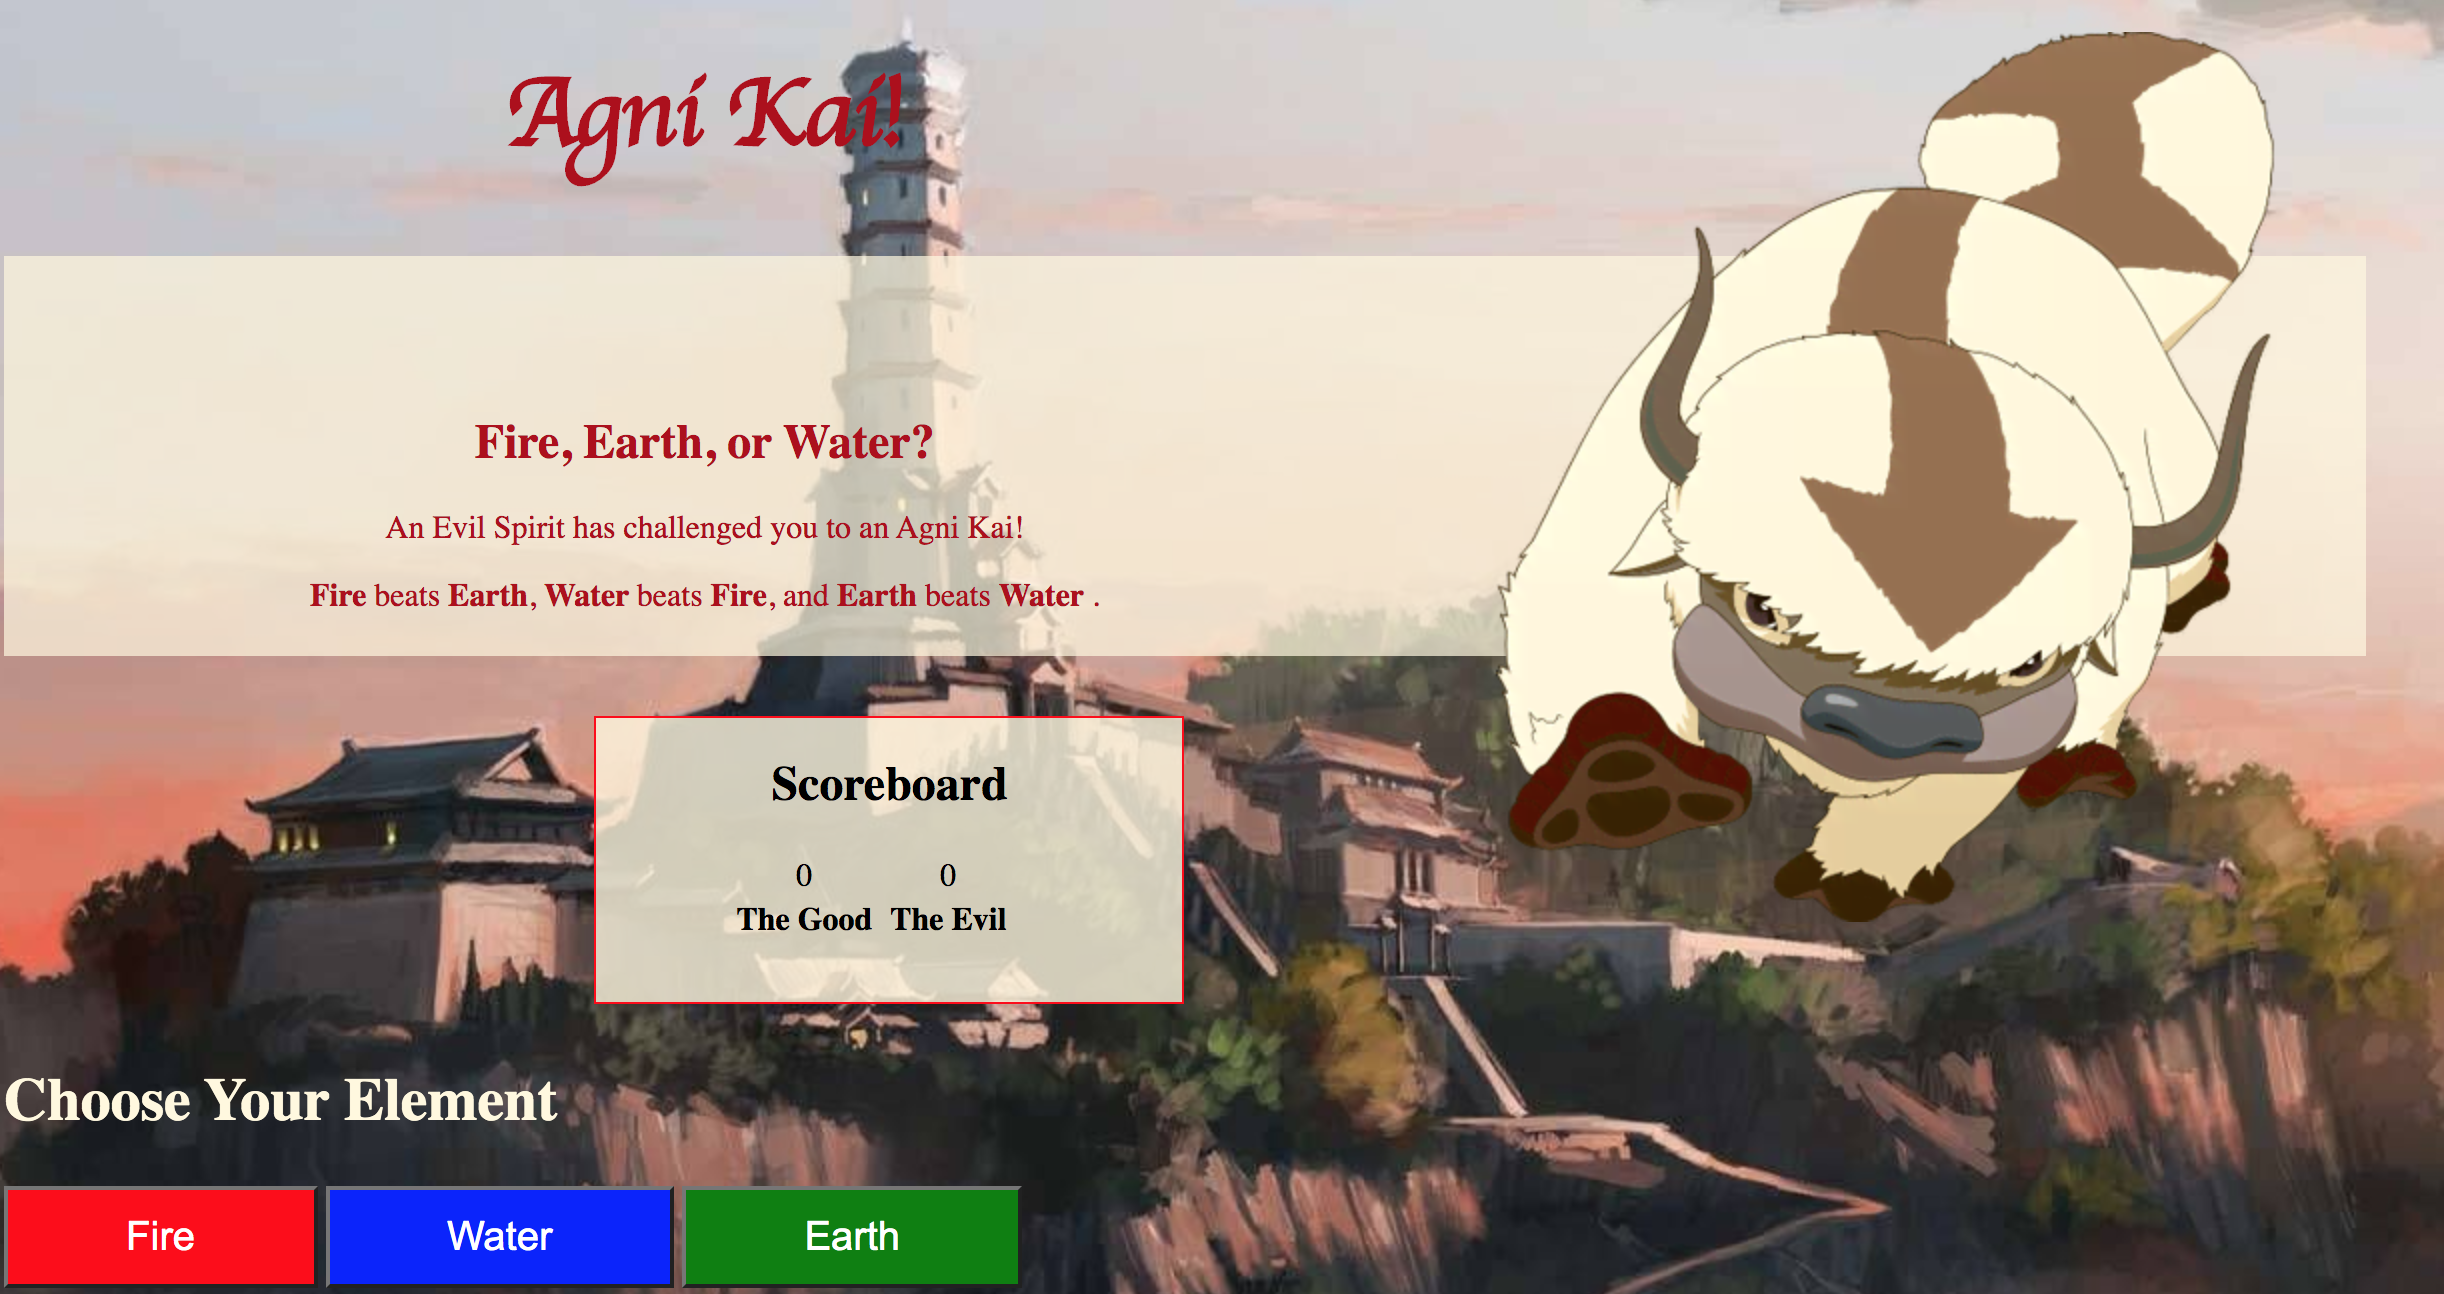 Agni Kai!
Fire, Earth, or Water?
An Evil Spirit has challenged you to an Agni Kai!
Fire beats Earth, Water beats Fire, and Earth beats Water .
Scoreboard
0 0
The Good The Evil
Choose Your Element
Fire Water Earth